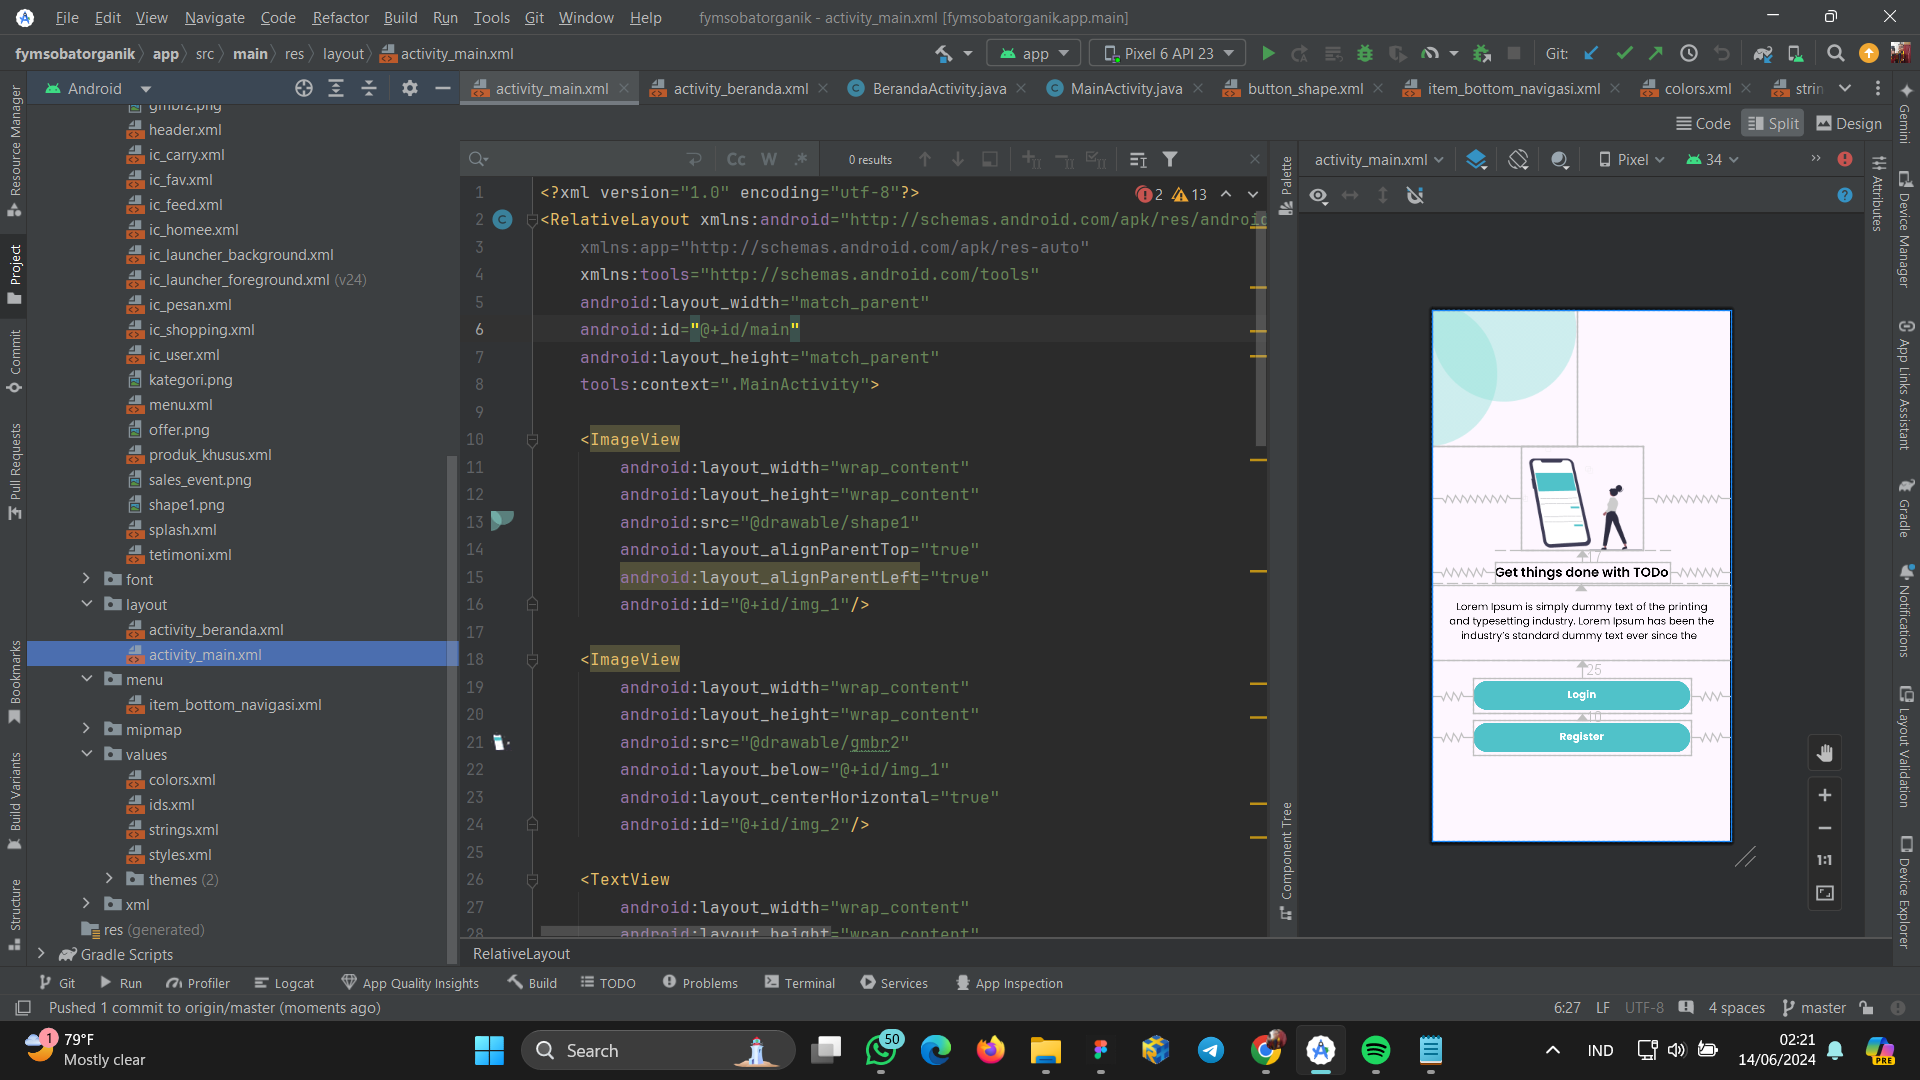 File Edit View Navigate Code Refactor Build Run Tools Git Window Help fymsobatorganik - activity_main.xml [fymsobatorganik.app.main]
fymsobatorganik app src main res layout activity_main.xml app Pixel 6 API 23 Git:
Android
activity_main.xml activity_beranda.xml BerandaActivity.java MainActivity.java button_shape.xml item_bottom_navigasi.xml colors.xml strin
Code Split Design
Resource Manager
Project
Commit
Pull Requests
Bookmarks
Build Variants
Structure
gmbr2.png
header.xml
ic_carry.xml
ic_fav.xml
ic_feed.xml
ic_homee.xml
ic_launcher_background.xml
ic_launcher_foreground.xml (v24)
ic_pesan.xml
ic_shopping.xml
ic_user.xml
kategori.png
menu.xml
offer.png
produk_khusus.xml
sales_event.png
shape1.png
splash.xml
tetimoni.xml
font
layout
activity_beranda.xml
activity_main.xml
menu
item_bottom_navigasi.xml
mipmap
values
colors.xml
ids.xml
strings.xml
styles.xml
themes (2)
xml
res (generated)
Gradle Scripts
Cc W .* 0 results
2 13
1 <?xml version="1.0" encoding="utf-8"?>
2 <RelativeLayout xmlns:android="http://schemas.android.com/apk/res/android
3 xmlns:app="http://schemas.android.com/apk/res-auto"
4 xmlns:tools="http://schemas.android.com/tools"
5 android:layout_width="match_parent"
6 android:id="@+id/main"
7 android:layout_height="match_parent"
8 tools:context=".MainActivity">
9
10 <ImageView
11 android:layout_width="wrap_content"
12 android:layout_height="wrap_content"
13 android:src="@drawable/shape1"
14 android:layout_alignParentTop="true"
15 android:layout_alignParentLeft="true"
16 android:id="@+id/img_1"/>
17
18 <ImageView
19 android:layout_width="wrap_content"
20 android:layout_height="wrap_content"
21 android:src="@drawable/gmbr2"
22 android:layout_below="@+id/img_1"
23 android:layout_centerHorizontal="true"
24 android:id="@+id/img_2"/>
25
26 <TextView
27 android:layout_width="wrap_content"
28 android:layout_height="wrap_content"
RelativeLayout
Palette
Component Tree
activity_main.xml Pixel 34
17
Get things done with TODo
Lorem Ipsum is simply dummy text of the printing
and typesetting industry. Lorem Ipsum has been the
industry's standard dummy text ever since the
25
Login
10
Register
1:1
Attributes
Gemini
Device Manager
App Links Assistant
Gradle
Notifications
Layout Validation
Device Explorer
Git Run Profiler Logcat App Quality Insights Build TODO Problems Terminal Services App Inspection
Pushed 1 commit to origin/master (moments ago) 6:27 LF UTF-8 4 spaces master
1 79°F
Mostly clear
Search
50
IND
PRE
02:21
14/06/2024